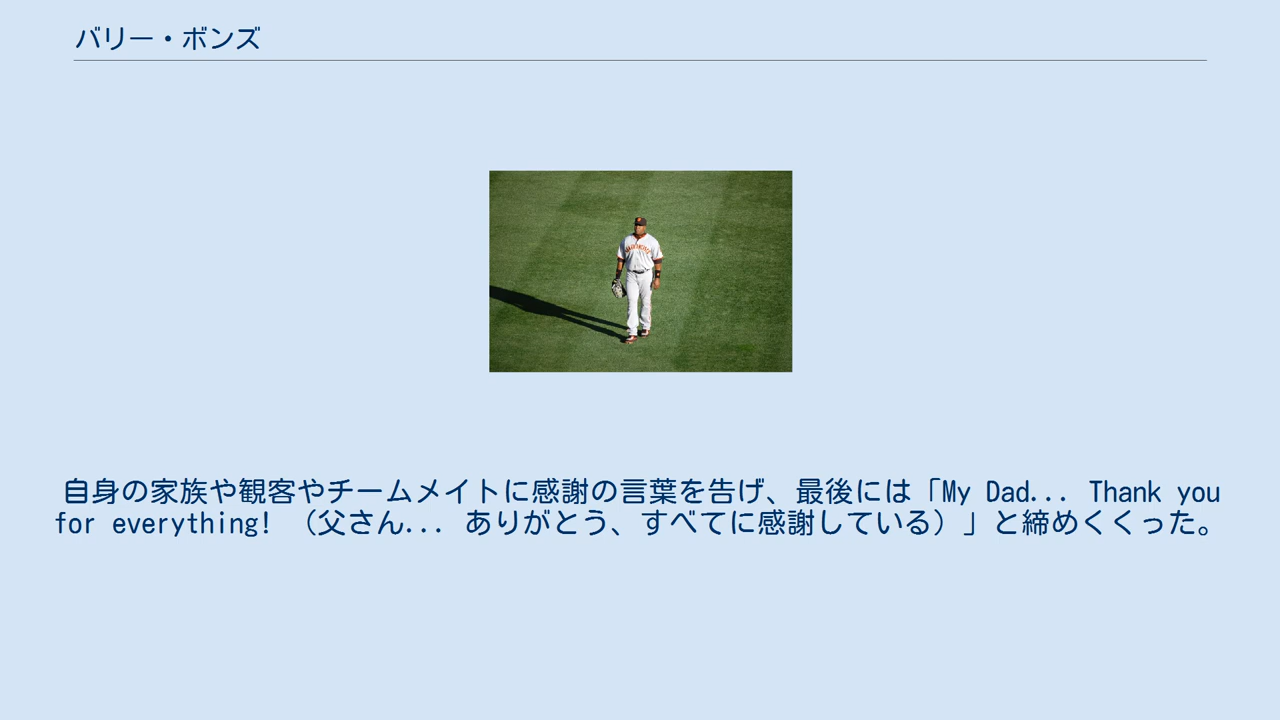 バリー・ボンズ
自身の家族や観客やチームメイトに感謝の言葉を告げ、最後には「My Dad... Thank you
for everything! （父さん... ありがとう、すべてに感謝している）」と締めくくった。